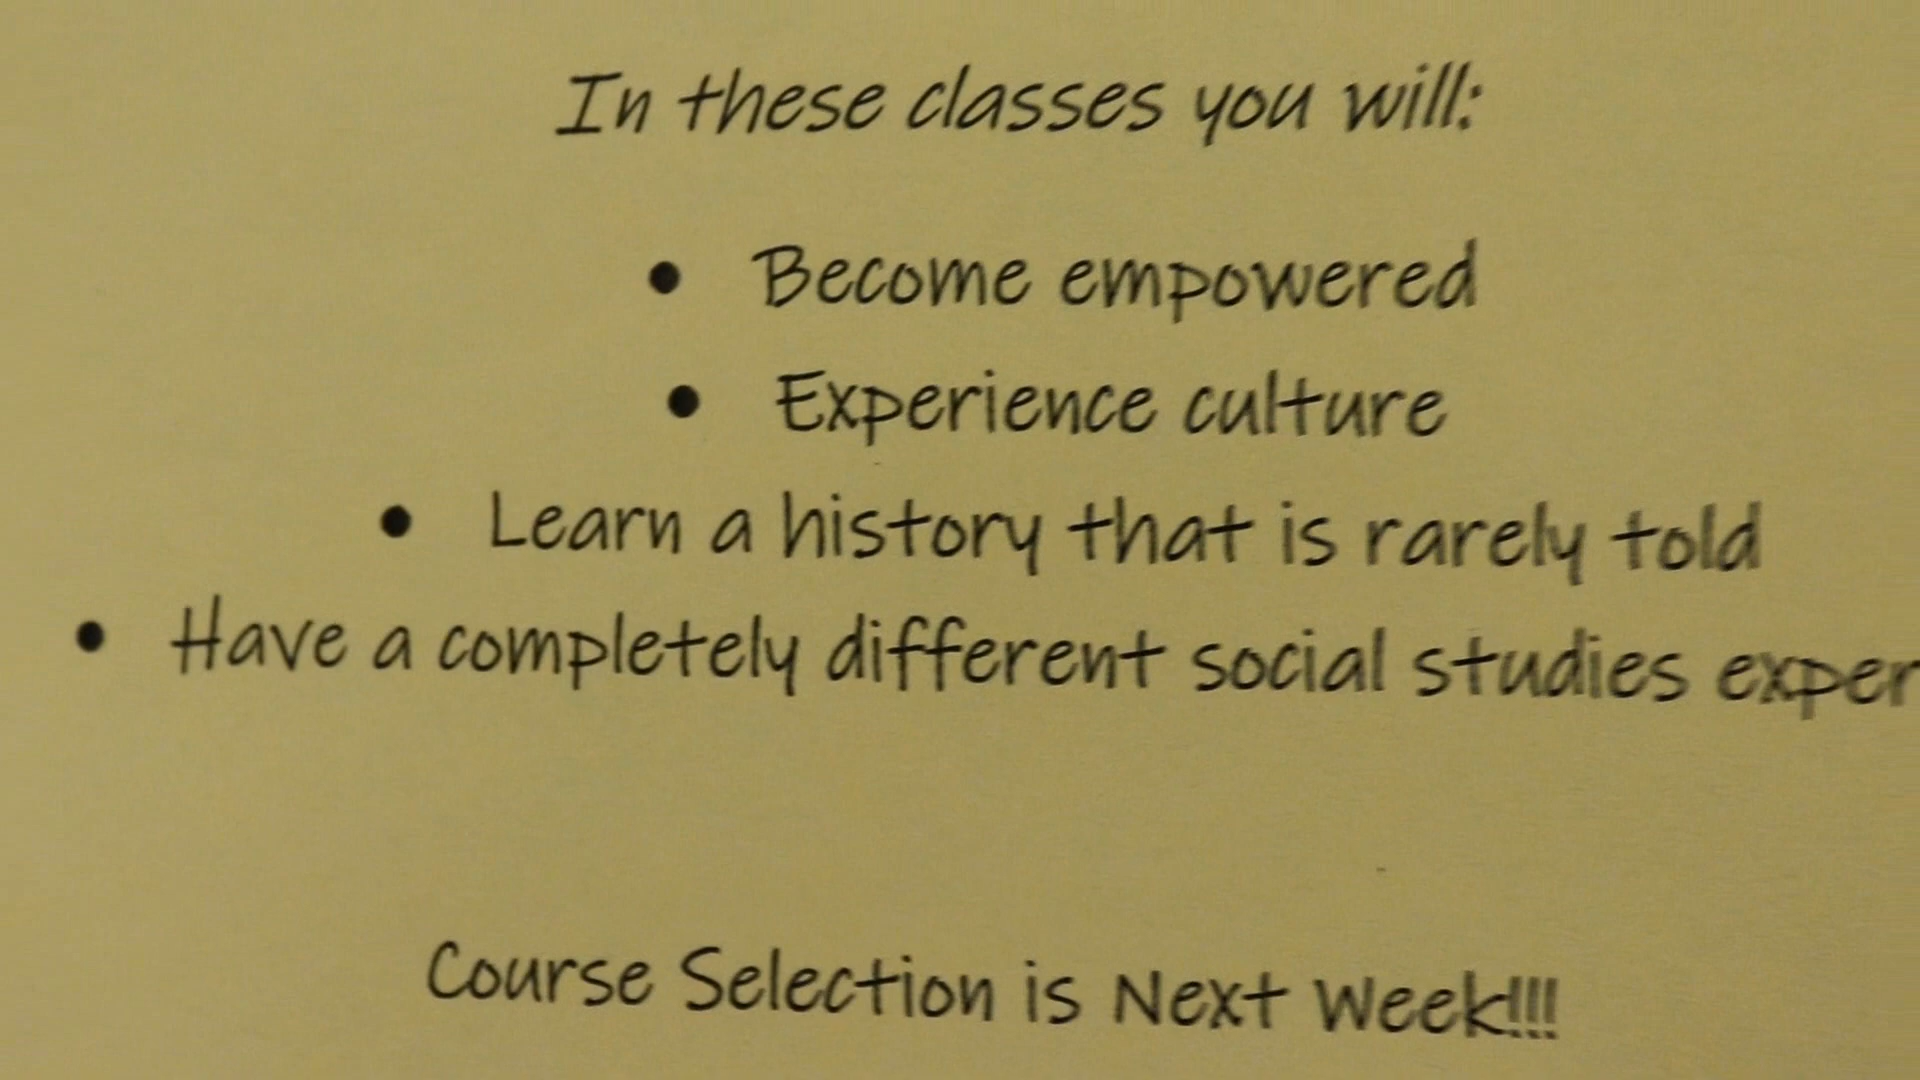 In these classes you will:
• Become empowered
• Experience culture
• Learn a history that is rarely told
• Have a completely different social studies exper
Course Selection is Next Week!!!